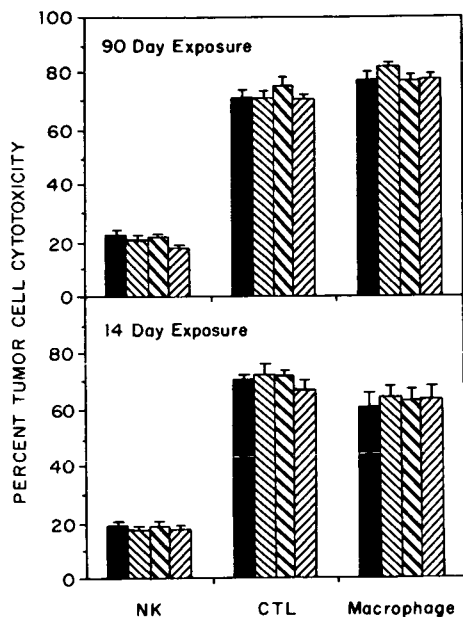 PERCENT TUMOR CELL CYTOTOXICITY
100
90 Day Exposure
80
60
40
20
0
14 Day Exposure
80
60
40
20
0
NK CTL Macrophage